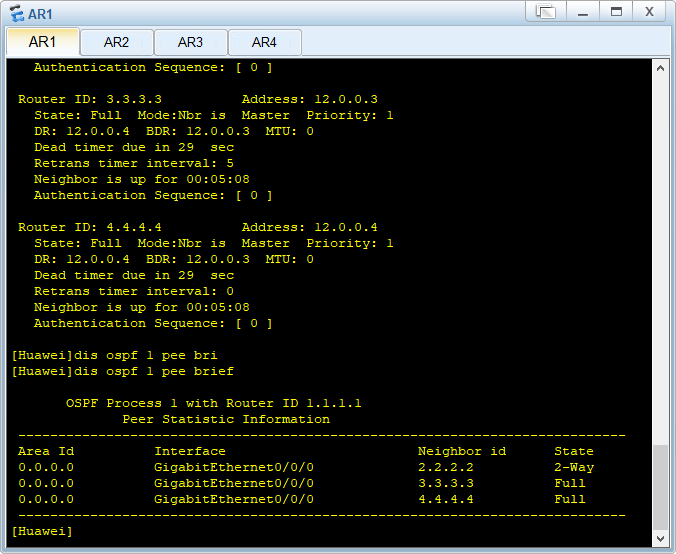 AR1
AR1 AR2 AR3 AR4
Authentication Sequence: [ 0 ]
Router ID: 3.3.3.3 Address: 12.0.0.3
State: Full Mode:Nbr is Master Priority: 1
DR: 12.0.0.4 BDR: 12.0.0.3 MTU: 0
Dead timer due in 29 sec
Retrans timer interval: 5
Neighbor is up for 00:05:08
Authentication Sequence: [ 0 ]
Router ID: 4.4.4.4 Address: 12.0.0.4
State: Full Mode:Nbr is Master Priority: 1
DR: 12.0.0.4 BDR: 12.0.0.3 MTU: 0
Dead timer due in 29 sec
Retrans timer interval: 0
Neighbor is up for 00:05:08
Authentication Sequence: [ 0 ]
[Huawei]dis ospf 1 pee bri
[Huawei]dis ospf 1 pee brief
OSPF Process 1 with Router ID 1.1.1.1
Peer Statistic Information
----------------------------------------------------------------------------
Area Id Interface Neighbor id State
0.0.0.0 GigabitEthernet0/0/0 2.2.2.2 2-Way
0.0.0.0 GigabitEthernet0/0/0 3.3.3.3 Full
0.0.0.0 GigabitEthernet0/0/0 4.4.4.4 Full
----------------------------------------------------------------------------
[Huawei]